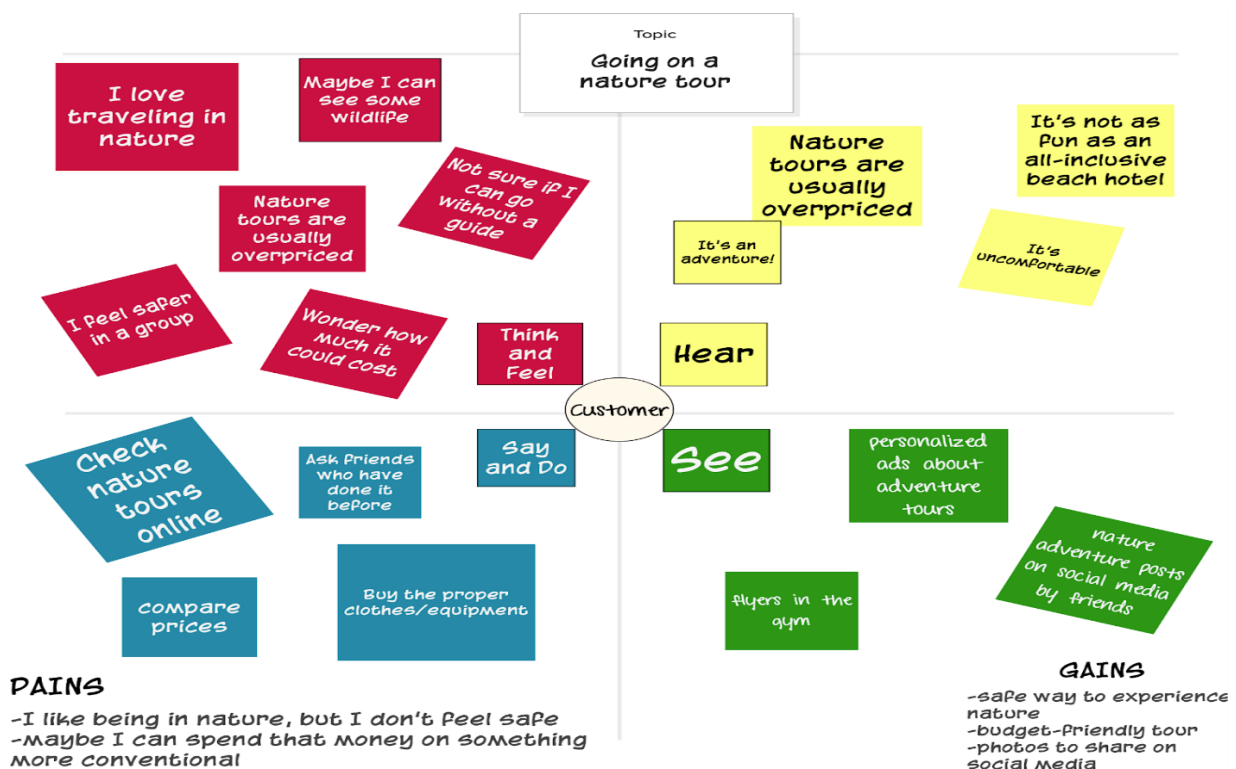 Topic
Going on a
nature tour
I love
traveling in
nature
Maybe I can
see some
wildlife
Not sure if I
can go
without a
guide
Nature
tours are
usually
overpriced
I feel safer
in a group
Wonder how
much it
could cost
Think
and
Feel
Nature
tours are
usually
overpriced
It's not as
fun as an
all-inclusive
beach hotel
It's an
adventure!
It's
uncomfortable
Hear
Customer
Check
nature
tours
online
Ask friends
who have
done it
before
Say
and Do
compare
prices
Buy the proper
clothes/equipment
See
personalized
ads about
adventure
tours
nature
adventure posts
on social media
by friends
flyers in the
gym
PAINS
-I like being in nature, but I don't feel safe
-maybe I can spend that money on something
more conventional
GAINS
-safe way to experience
nature
-budget-friendly tour
-photos to share on
social media